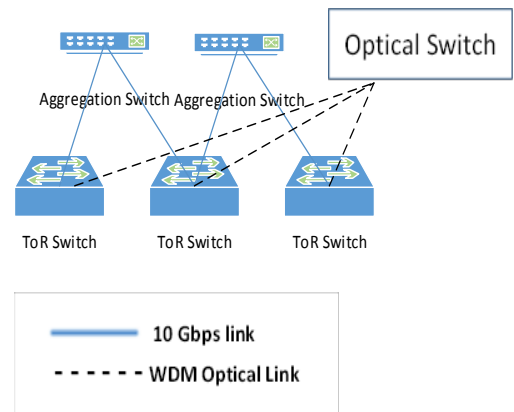 Optical Switch
Aggregation Switch
Aggregation Switch
ToR Switch
ToR Switch
ToR Switch
10 Gbps link
WDM Optical Link